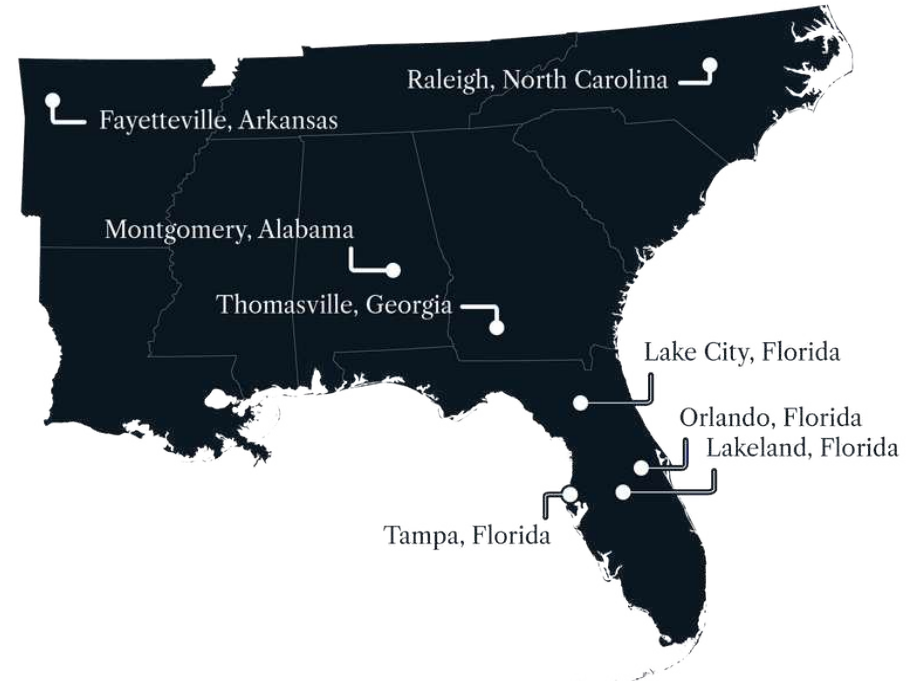 Raleigh, North Carolina
Fayetteville, Arkansas
Montgomery, Alabama
Thomasville, Georgia
Lake City, Florida
Orlando, Florida
Lakeland, Florida
Tampa, Florida